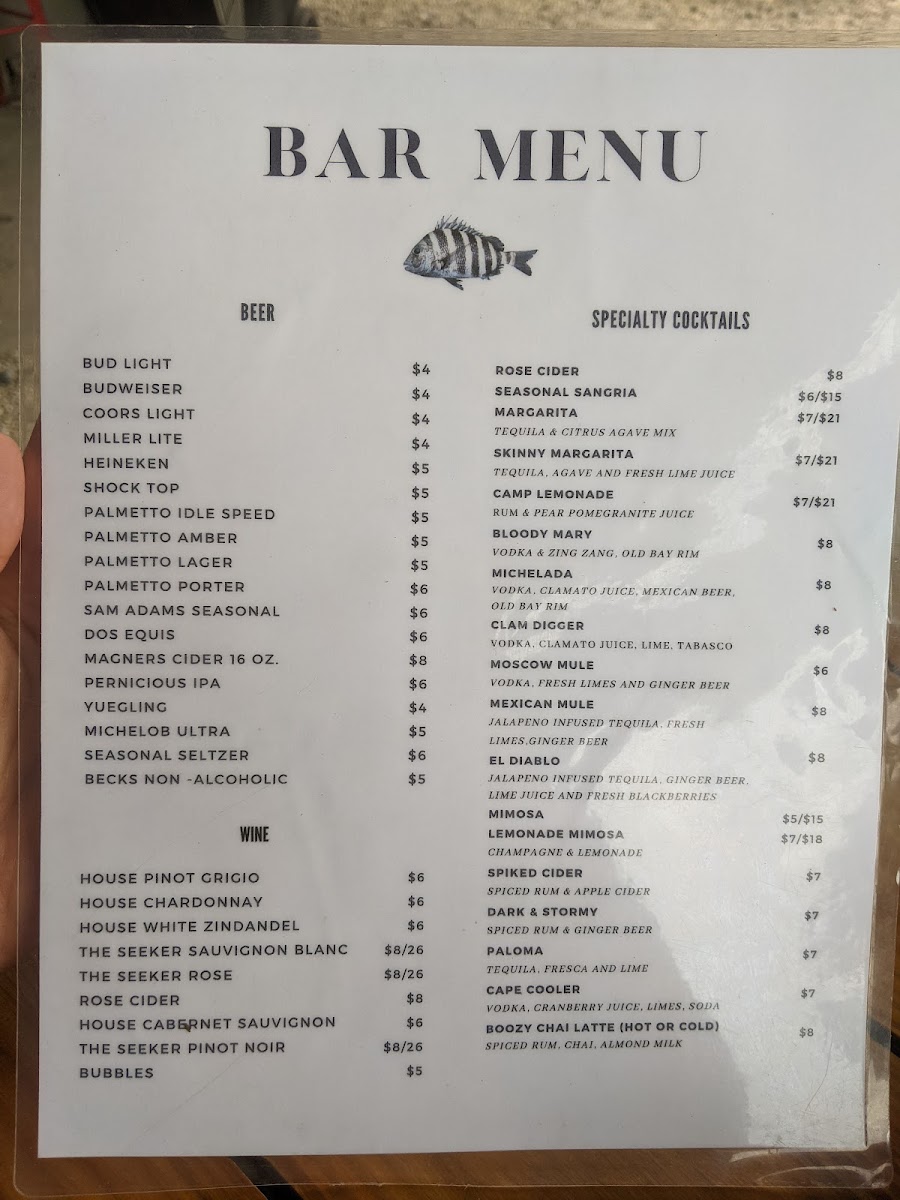 BAR MENU
BEER
BUD LIGHT $4
BUDWEISER $4
COORS LIGHT $4
MILLER LITE $4
HEINEKEN $5
SHOCK TOP $5
PALMETTO IDLE SPEED $5
PALMETTO AMBER $5
PALMETTO LAGER $5
PALMETTO PORTER $6
SAM ADAMS SEASONAL $6
DOS EQUIS $6
MAGNERS CIDER 16 OZ. $8
PERNICIOUS IPA $6
YUEGLING $4
MICHELOB ULTRA $5
SEASONAL SELTZER $6
BECKS NON -ALCOHOLIC $5
WINE
HOUSE PINOT GRIGIO $6
HOUSE CHARDONNAY $6
HOUSE WHITE ZINDANDEL $6
THE SEEKER SAUVIGNON BLANC $8/26
THE SEEKER ROSE $8/26
ROSE CIDER $8
HOUSE CABERNET SAUVIGNON $6
THE SEEKER PINOT NOIR $8/26
BUBBLES $5
SPECIALTY COCKTAILS
ROSE CIDER $8
SEASONAL SANGRIA $6/$15
MARGARITA $7/$21
TEQUILA & CITRUS AGAVE MIX
SKINNY MARGARITA $7/$21
TEQUILA, AGAVE AND FRESH LIME JUICE
CAMP LEMONADE $7/$21
RUM & PEAR POMEGRANITE JUICE
BLOODY MARY $8
VODKA & ZING ZANG, OLD BAY RIM
MICHELADA $8
VODKA, CLAMATO JUICE, MEXICAN BEER,
OLD BAY RIM
CLAM DIGGER $8
VODKA, CLAMATO JUICE, LIME, TABASCO
MOSCOW MULE $6
VODKA, FRESH LIMES AND GINGER BEER
MEXICAN MULE $8
JALAPENO INFUSED TEQUILA, FRESH
LIMES,GINGER BEER
EL DIABLO $8
JALAPENO INFUSED TEQUILA, GINGER BEER,
LIME JUICE AND FRESH BLACKBERRIES
MIMOSA $5/$15
LEMONADE MIMOSA $7/$18
CHAMPAGNE & LEMONADE
SPIKED CIDER $7
SPICED RUM & APPLE CIDER
DARK & STORMY $7
SPICED RUM & GINGER BEER
PALOMA $7
TEQUILA, FRESCA AND LIME
CAPE COOLER $7
VODKA, CRANBERRY JUICE, LIMES, SODA
BOOZY CHAI LATTE (HOT OR COLD) $8
SPICED RUM, CHAI, ALMOND MILK